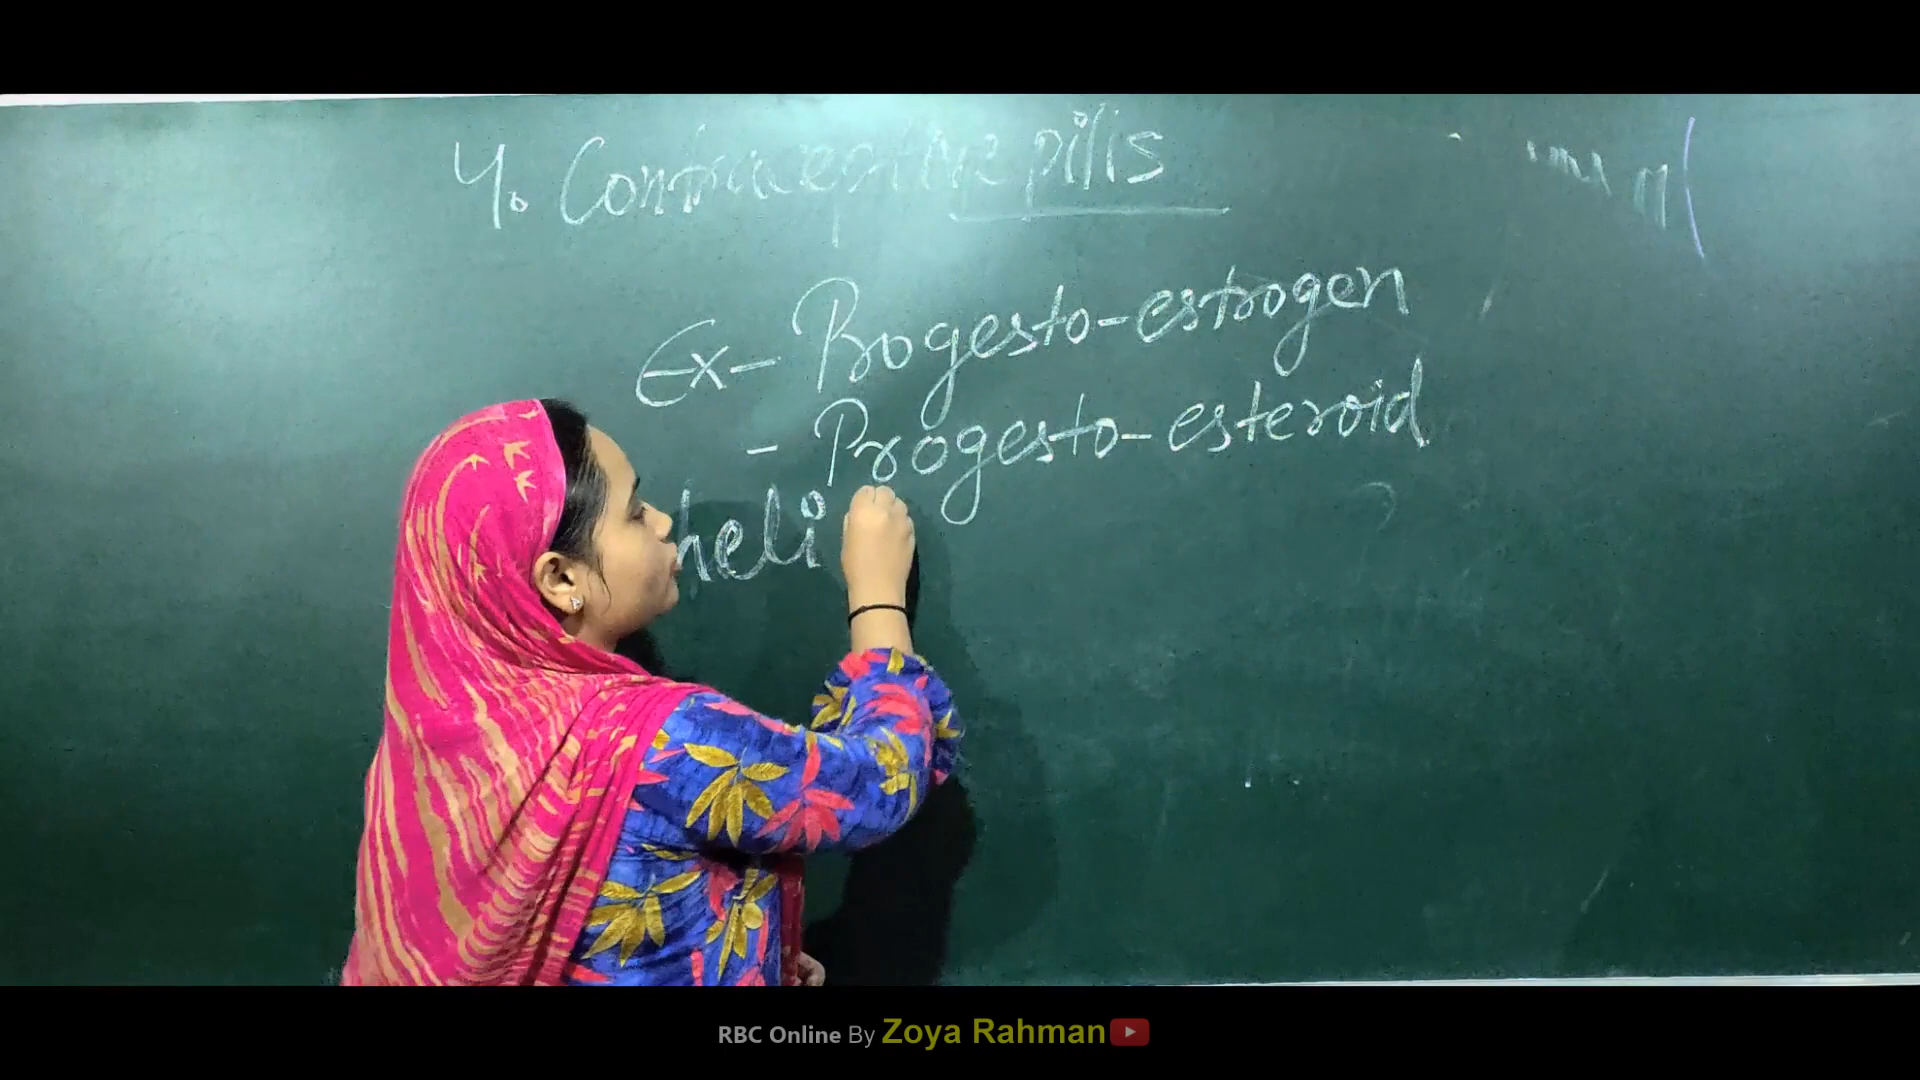 4. Contraceptive pills
Ex- Progesto-estrogen
- Progesto-esteroid
heli
RBC Online By Zoya Rahman